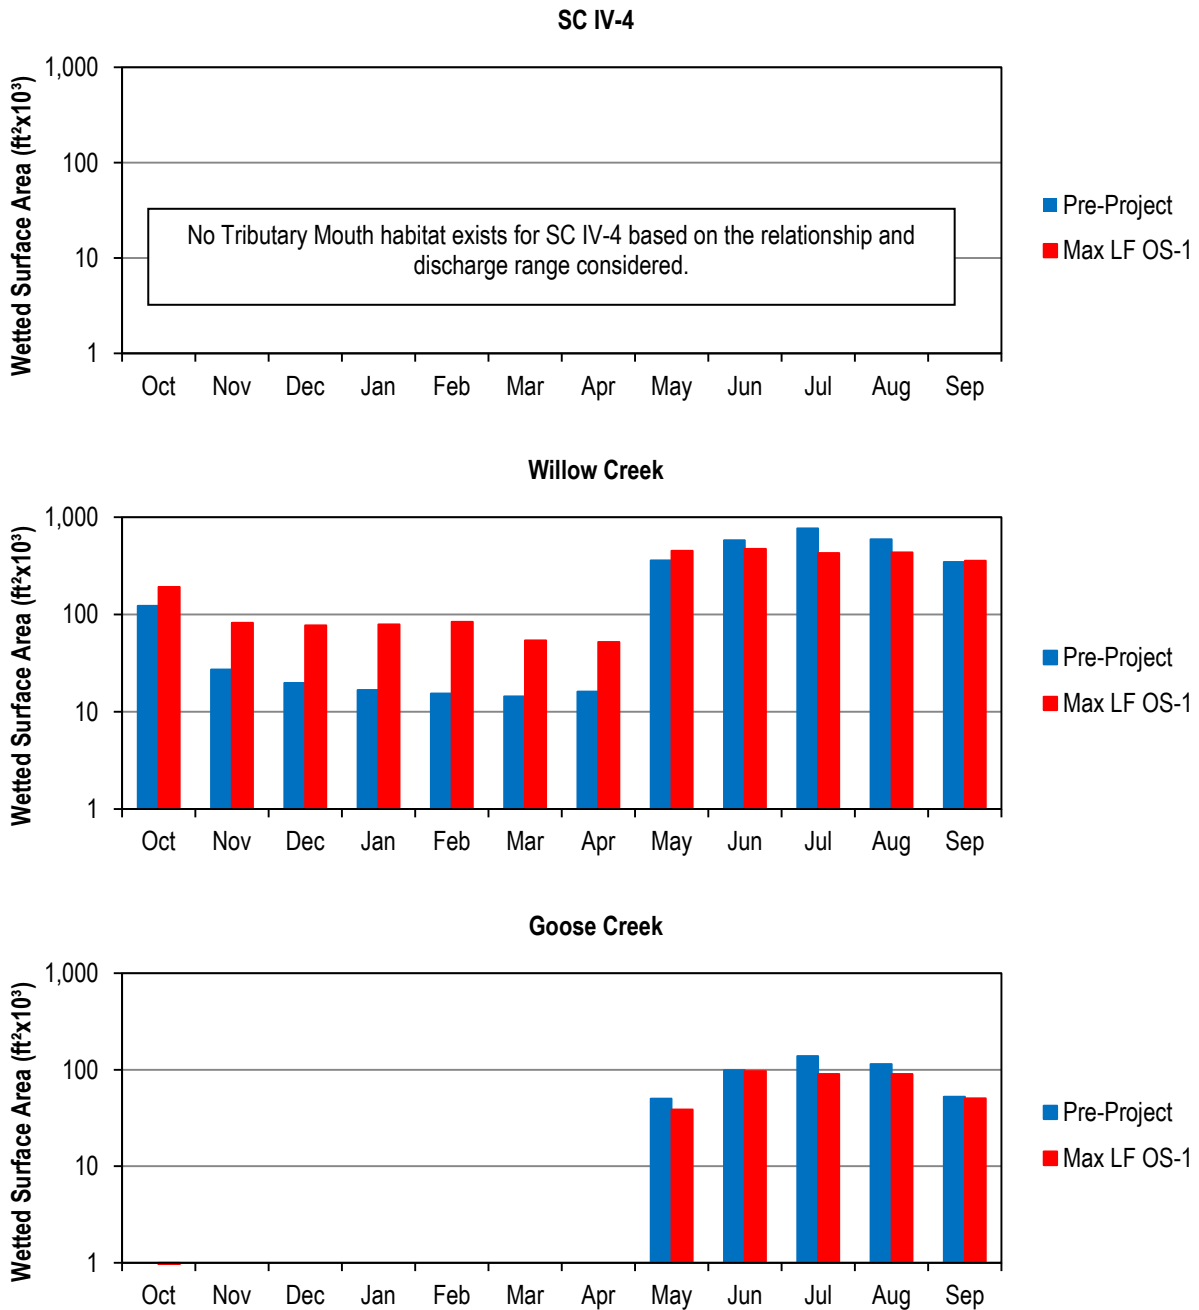 SC IV-4
Wetted Surface Area (ft²x10³)
1,000
100
10
1
No Tributary Mouth habitat exists for SC IV-4 based on the relationship and
discharge range considered.
Oct Nov Dec Jan Feb Mar Apr May Jun Jul Aug Sep
Pre-Project
Max LF OS-1
Willow Creek
Wetted Surface Area (ft²x10³)
1,000
100
10
1
Oct Nov Dec Jan Feb Mar Apr May Jun Jul Aug Sep
Pre-Project
Max LF OS-1
Goose Creek
Wetted Surface Area (ft²x10³)
1,000
100
10
1
Oct Nov Dec Jan Feb Mar Apr May Jun Jul Aug Sep
Pre-Project
Max LF OS-1